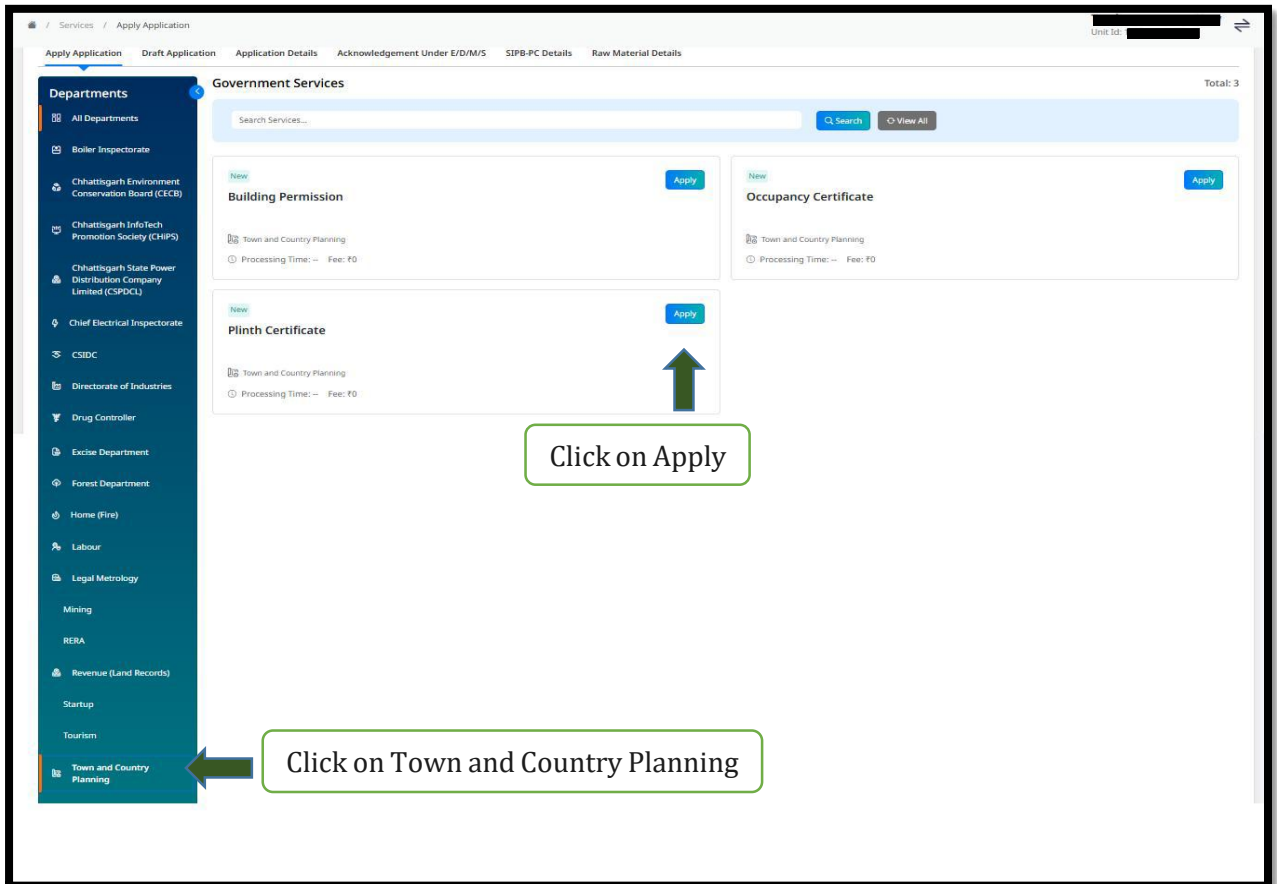 / Services / Apply Application
Unit Id:
Apply Application Draft Application Application Details Acknowledgement Under E/D/M/S SIPB-PC Details Raw Material Details
Departments
All Departments
Boiler Inspectorate
Chhattisgarh Environment
Conservation Board (CECB)
Chhattisgarh InfoTech
Promotion Society (CHiPS)
Chhattisgarh State Power
Distribution Company
Limited (CSPDCL)
Chief Electrical Inspectorate
CSIDC
Directorate of Industries
Drug Controller
Excise Department
Forest Department
Home (Fire)
Labour
Legal Metrology
Mining
RERA
Revenue (Land Records)
Startup
Tourism
Town and Country
Planning
Government Services
Total: 3
Search Services...
Search
View All
New
Apply
Building Permission
Town and Country Planning
Processing Time: -- Fee: ₹0
New
Apply
Occupancy Certificate
Town and Country Planning
Processing Time: -- Fee: ₹0
New
Apply
Plinth Certificate
Town and Country Planning
Processing Time: -- Fee: ₹0
Click on Apply
Click on Town and Country Planning